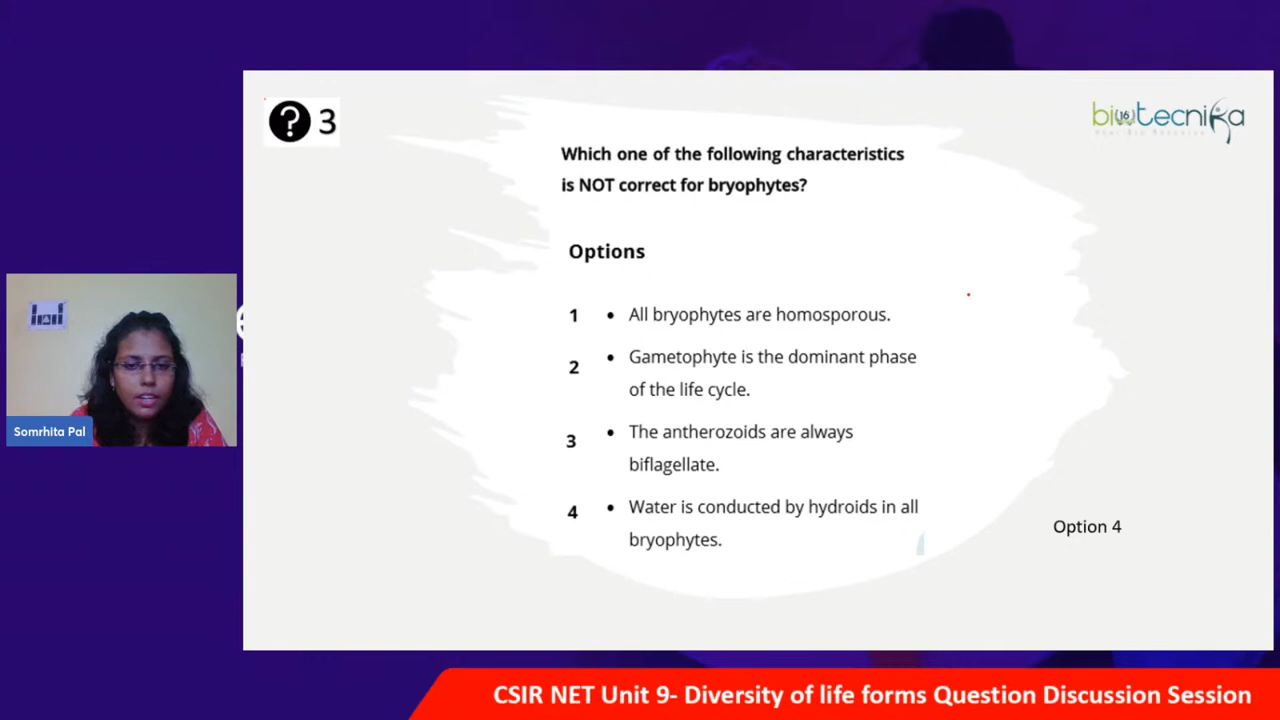 3
biotecnika
Which one of the following characteristics
is NOT correct for bryophytes?
Options
1 • All bryophytes are homosporous.
2 • Gametophyte is the dominant phase
of the life cycle.
3 • The antherozoids are always
biflagellate.
4 • Water is conducted by hydroids in all
bryophytes.
Option 4
Somrhita Pal
CSIR NET Unit 9- Diversity of life forms Question Discussion Session